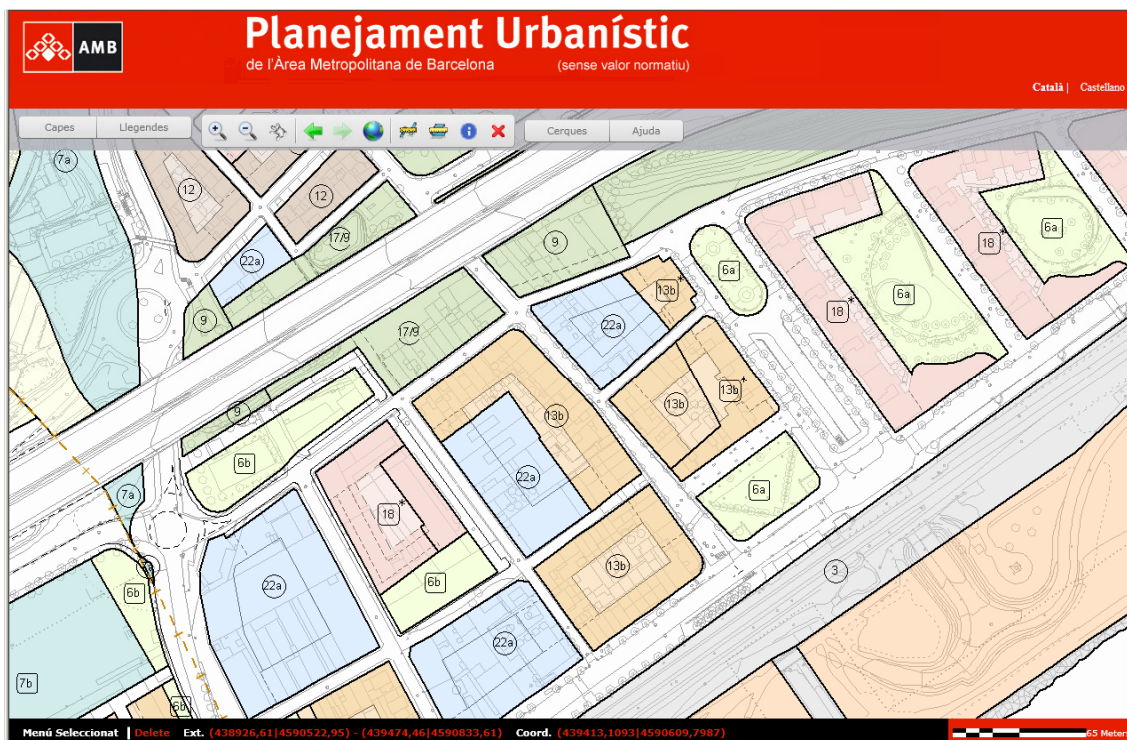 AMB
Planejament Urbanístic
de l'Àrea Metropolitana de Barcelona (sense valor normatiu)
Català | Castellano
Capes Llegendes Cerques Ajuda
7a
12
12
17/9
22a
9
9
6a
18*
6a
18*
6a
13b*
22a
17/9
9
6b
13b
13b
13b*
22a
6a
7a
18*
6b
22a
13b
3
6b
22a
7b
6b
Menú Seleccionat | Delete Ext. (438926,61|4590522,95) - (439474,46|4590833,61) Coord. (439413,1093|4590609,7987) 65 Meters